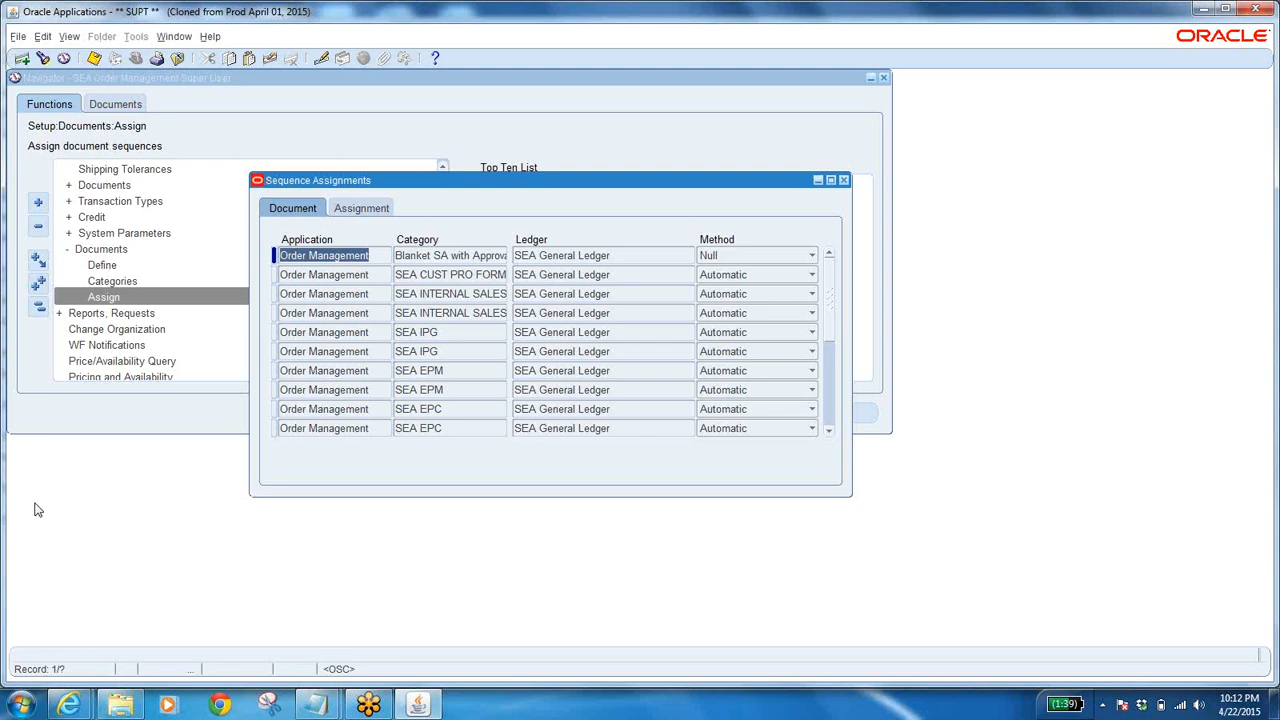 Oracle Applications - ** SUPT ** (Cloned from Prod April 01, 2015)
File Edit View Folder Tools Window Help
ORACLE
Navigator - SEA Order Management Super User
Functions Documents
Setup:Documents:Assign
Assign document sequences
Shipping Tolerances
+ Documents
+ Transaction Types
+ Credit
+ System Parameters
- Documents
Define
Categories
Assign
+ Reports, Requests
Change Organization
WF Notifications
Price/Availability Query
Pricing and Availability
Top Ten List
Sequence Assignments
Document Assignment
Application Category Ledger Method
Order Management Blanket SA with Approva SEA General Ledger Null
Order Management SEA CUST PRO FORM SEA General Ledger Automatic
Order Management SEA INTERNAL SALES SEA General Ledger Automatic
Order Management SEA INTERNAL SALES SEA General Ledger Automatic
Order Management SEA IPG SEA General Ledger Automatic
Order Management SEA IPG SEA General Ledger Automatic
Order Management SEA EPM SEA General Ledger Automatic
Order Management SEA EPM SEA General Ledger Automatic
Order Management SEA EPC SEA General Ledger Automatic
Order Management SEA EPC SEA General Ledger Automatic
Record: 1/? ... <OSC>
(1:39)
10:12 PM
4/22/2015